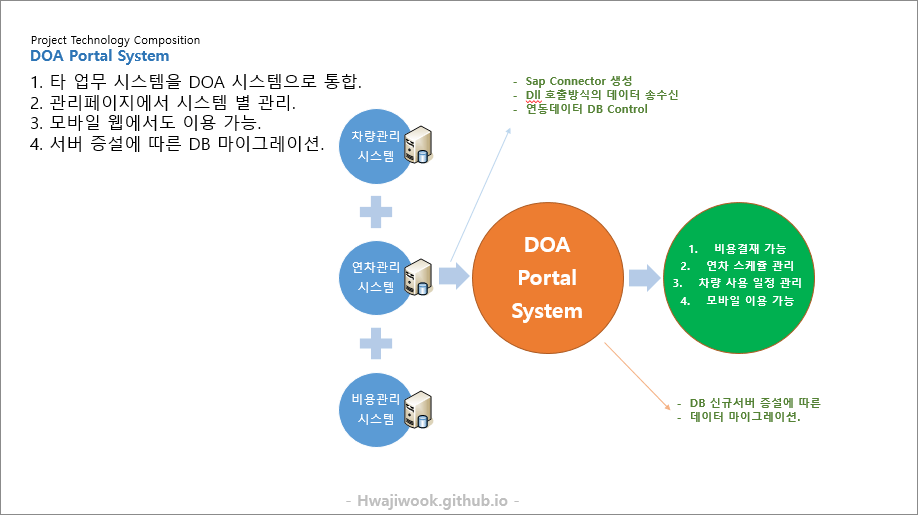 Project Technology Composition
DOA Portal System
1. 타 업무 시스템을 DOA 시스템으로 통합.
2. 관리페이지에서 시스템 별 관리.
3. 모바일 웹에서도 이용 가능.
4. 서버 증설에 따른 DB 마이그레이션.
- Sap Connector 생성
- Dll 호출방식의 데이터 송수신
- 연동데이터 DB Control
차량관리
시스템
연차관리
시스템
비용관리
시스템
DOA
Portal
System
1. 비용결재 가능
2. 연차 스케쥴 관리
3. 차량 사용 일정 관리
4. 모바일 이용 가능
- DB 신규서버 증설에 따른
- 데이터 마이그레이션.
- Hwajiwook.github.io -